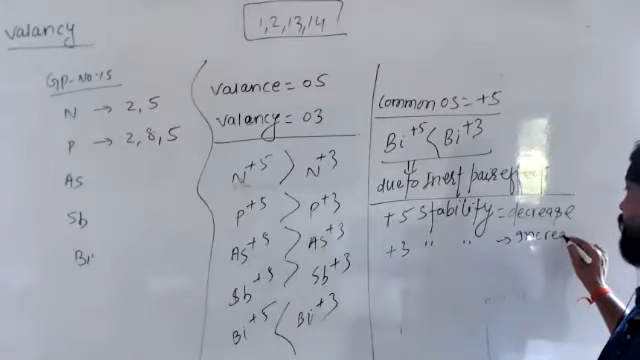 valancy
1,2,13,14
GP-NO-15
N → 2,5
P → 2,8,5
As
Sb
Bi
valance = 05
valancy = 03
N+5 > N+3
P+5 > P+3
As+5 > As+3
Sb+5 > Sb+3
Bi+5 < Bi+3
common os = +5
Bi+5 < Bi+3
due to Inest pair
+5 stability = decrease
+3 " " → increa